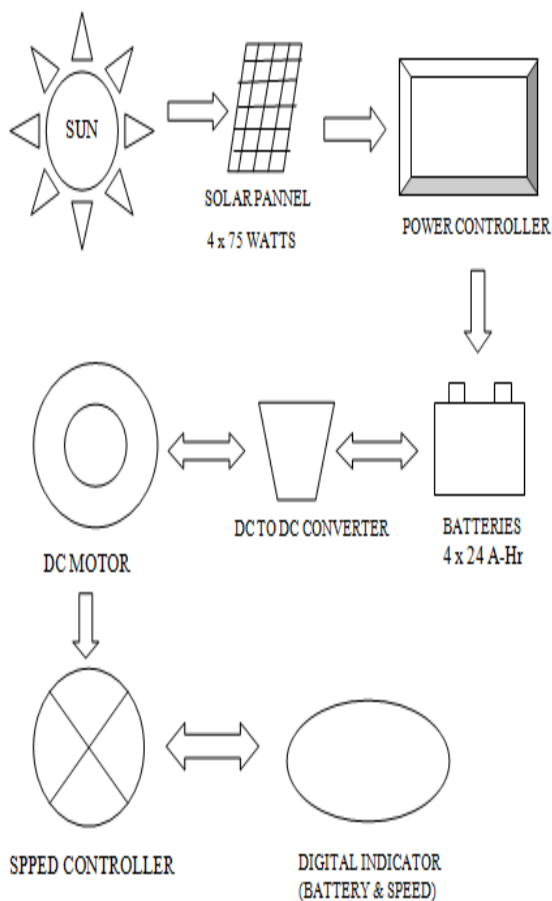 SUN
SOLAR PANNEL
4 x 75 WATTS
POWER CONTROLLER
DC MOTOR
DC TO DC CONVERTER
BATTERIES
4 x 24 A-Hr
SPPED CONTROLLER
DIGITAL INDICATOR
(BATTERY & SPEED)